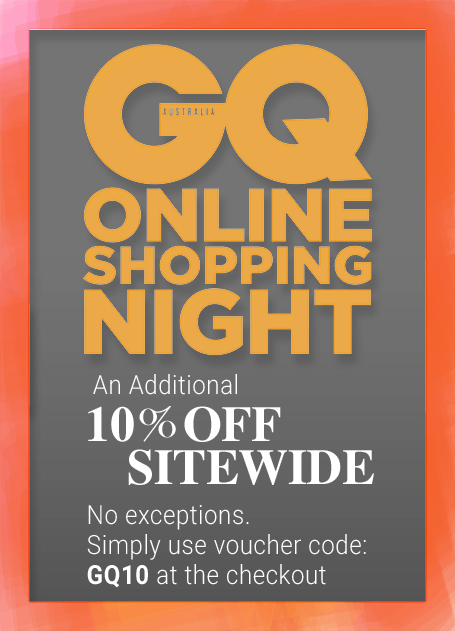 GQ
AUSTRALIA
ONLINE
SHOPPING
NIGHT
An Additional
10% OFF
SITEWIDE
No exceptions.
Simply use voucher code:
GQ10 at the checkout